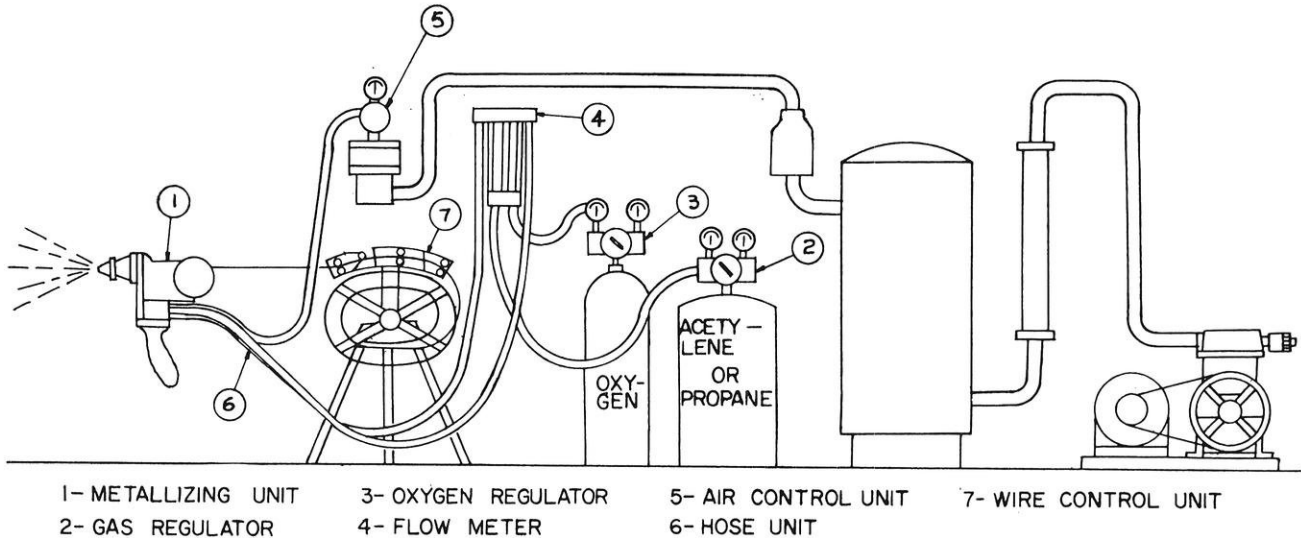 5
4
1
7
3
2
6
OXY-
GEN
ACETY-
LENE
OR
PROPANE
1- METALLIZING UNIT
2- GAS REGULATOR
3- OXYGEN REGULATOR
4- FLOW METER
5- AIR CONTROL UNIT
6- HOSE UNIT
7- WIRE CONTROL UNIT